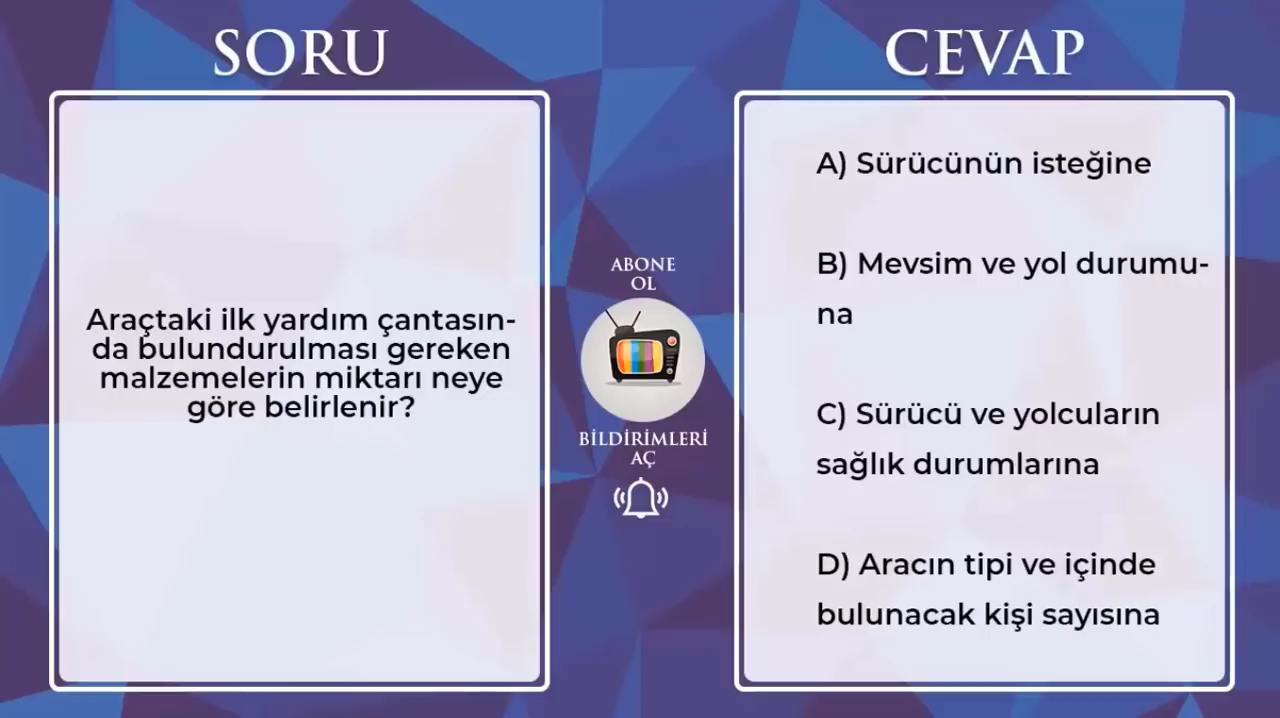 SORU
Araçtaki ilk yardım çantasın-
da bulundurulması gereken
malzemelerin miktarı neye
göre belirlenir?
ABONE
OL
BİLDİRİMLERİ
AÇ
CEVAP
A) Sürücünün isteğine
B) Mevsim ve yol durumu-
na
C) Sürücü ve yolcuların
sağlık durumlarına
D) Aracın tipi ve içinde
bulunacak kişi sayısına